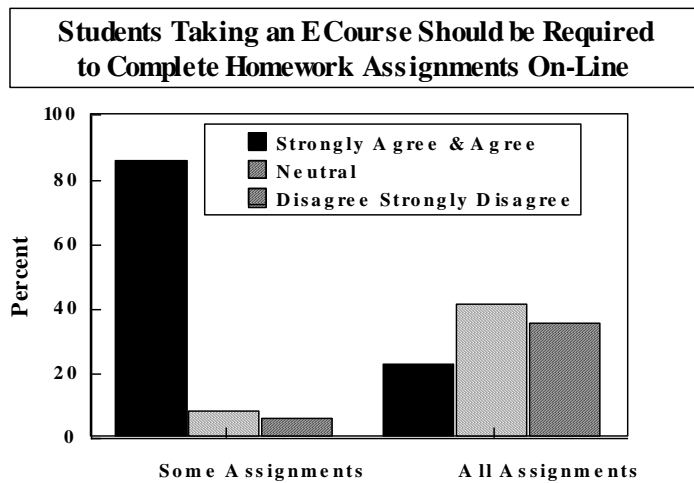 Students Taking an ECourse Should be Required
to Complete Homework Assignments On-Line
100
80
60
40
20
0
Percent
Strongly Agree & Agree
Neutral
Disagree Strongly Disagree
Some Assignments
All Assignments